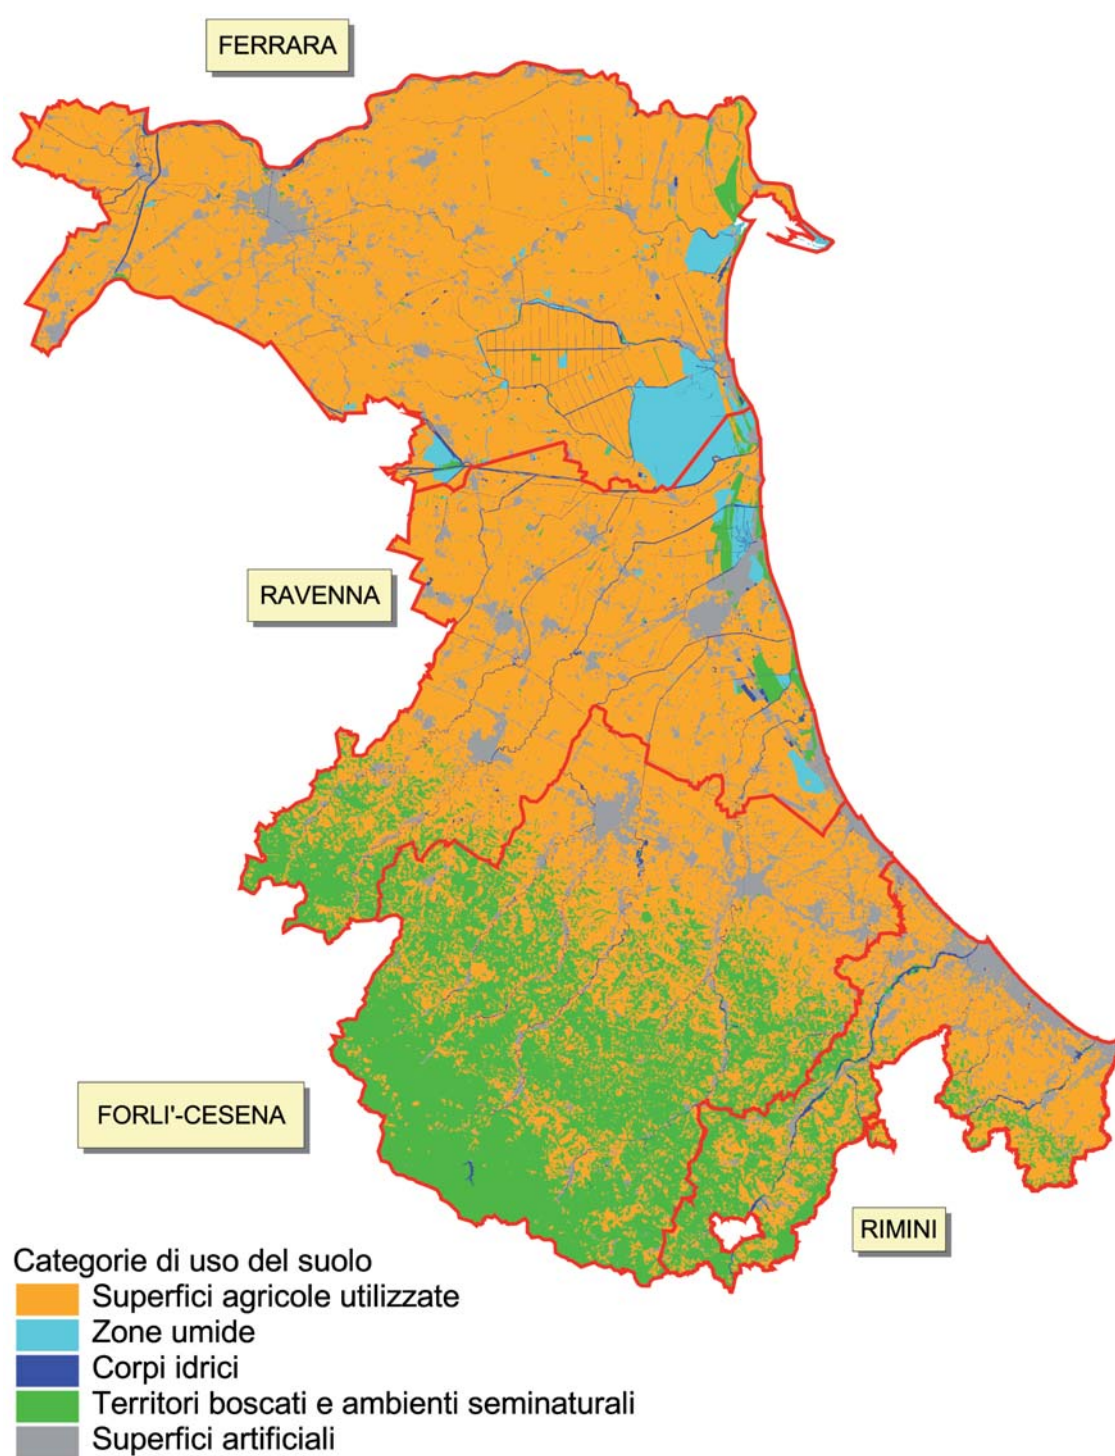 FERRARA
RAVENNA
FORLI'-CESENA
RIMINI
Categorie di uso del suolo
Superfici agricole utilizzate
Zone umide
Corpi idrici
Territori boscati e ambienti seminaturali
Superfici artificiali